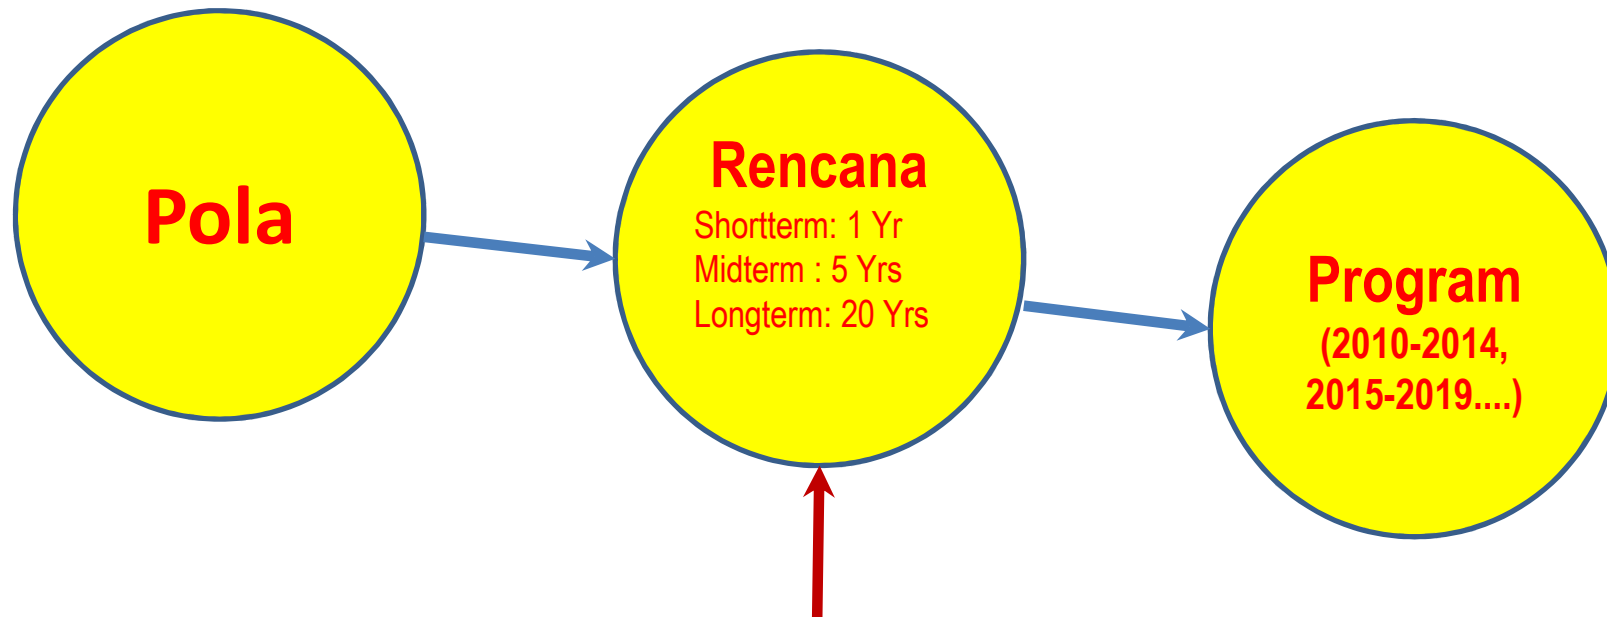 Pola
Rencana
Shortterm: 1 Yr
Midterm : 5 Yrs
Longterm: 20 Yrs
Program
(2010-2014,
2015-2019....)